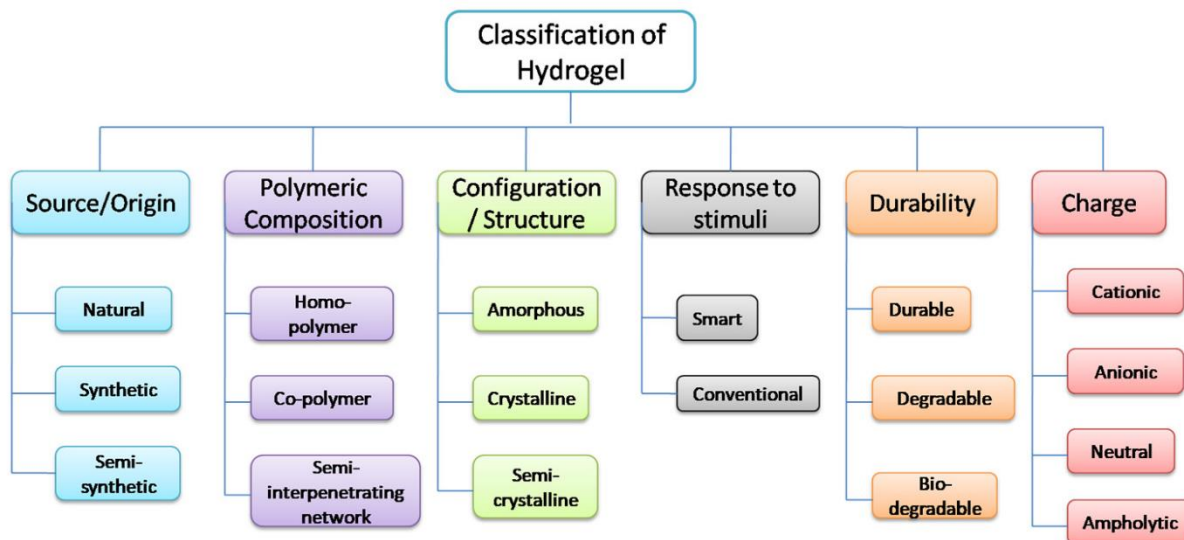 Classification of
Hydrogel
Source/Origin
Natural
Synthetic
Semi-
synthetic
Polymeric
Composition
Homo-
polymer
Co-polymer
Semi-
interpenetrating
network
Configuration
/ Structure
Amorphous
Crystalline
Semi-
crystalline
Response to
stimuli
Smart
Conventional
Durability
Durable
Degradable
Bio-
degradable
Charge
Cationic
Anionic
Neutral
Ampholytic